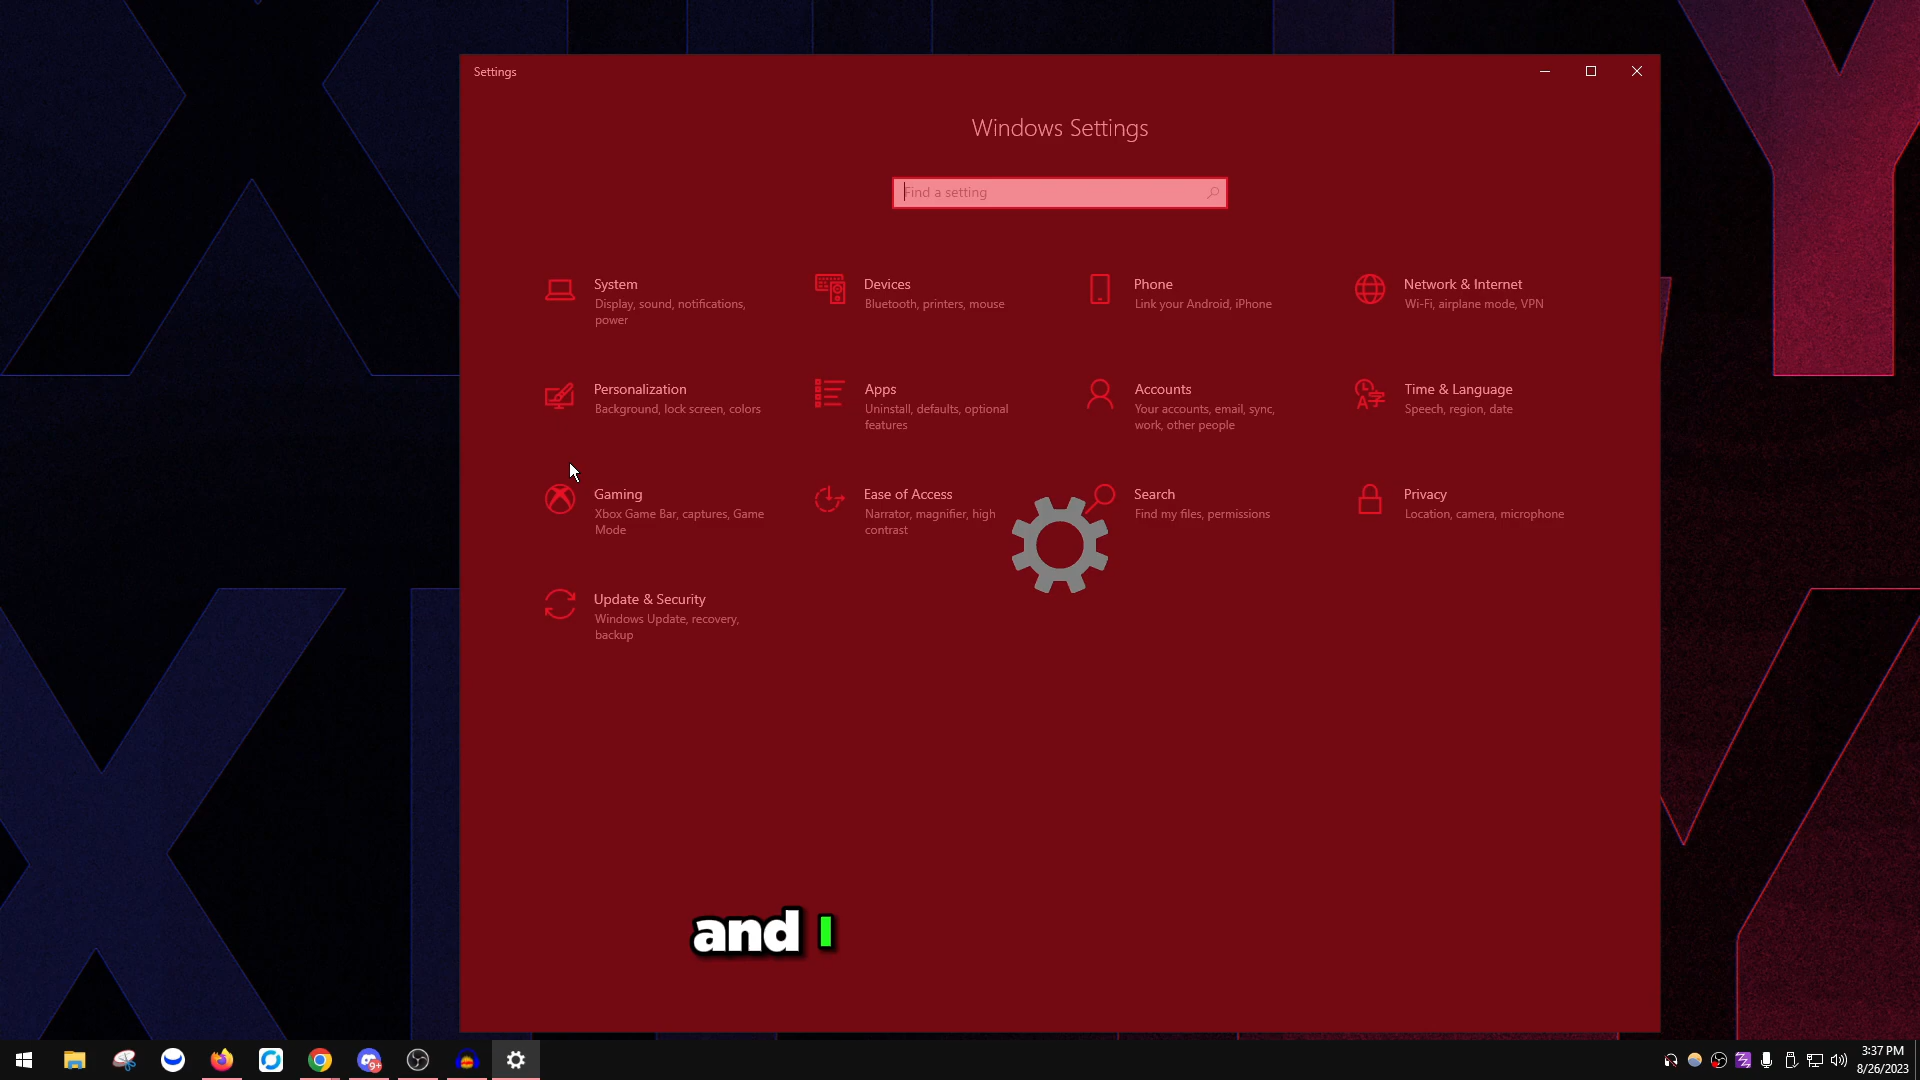 Settings
Windows Settings
Find a setting
System
Display, sound, notifications,
power
Devices
Bluetooth, printers, mouse
Phone
Link your Android, iPhone
Network & Internet
Wi-Fi, airplane mode, VPN
Personalization
Background, lock screen, colors
Apps
Uninstall, defaults, optional
features
Accounts
Your accounts, email, sync,
work, other people
Time & Language
Speech, region, date
Gaming
Xbox Game Bar, captures, Game
Mode
Ease of Access
Narrator, magnifier, high
contrast
Search
Find my files, permissions
Privacy
Location, camera, microphone
Update & Security
Windows Update, recovery,
backup
and I
9+
3:37 PM
8/26/2023